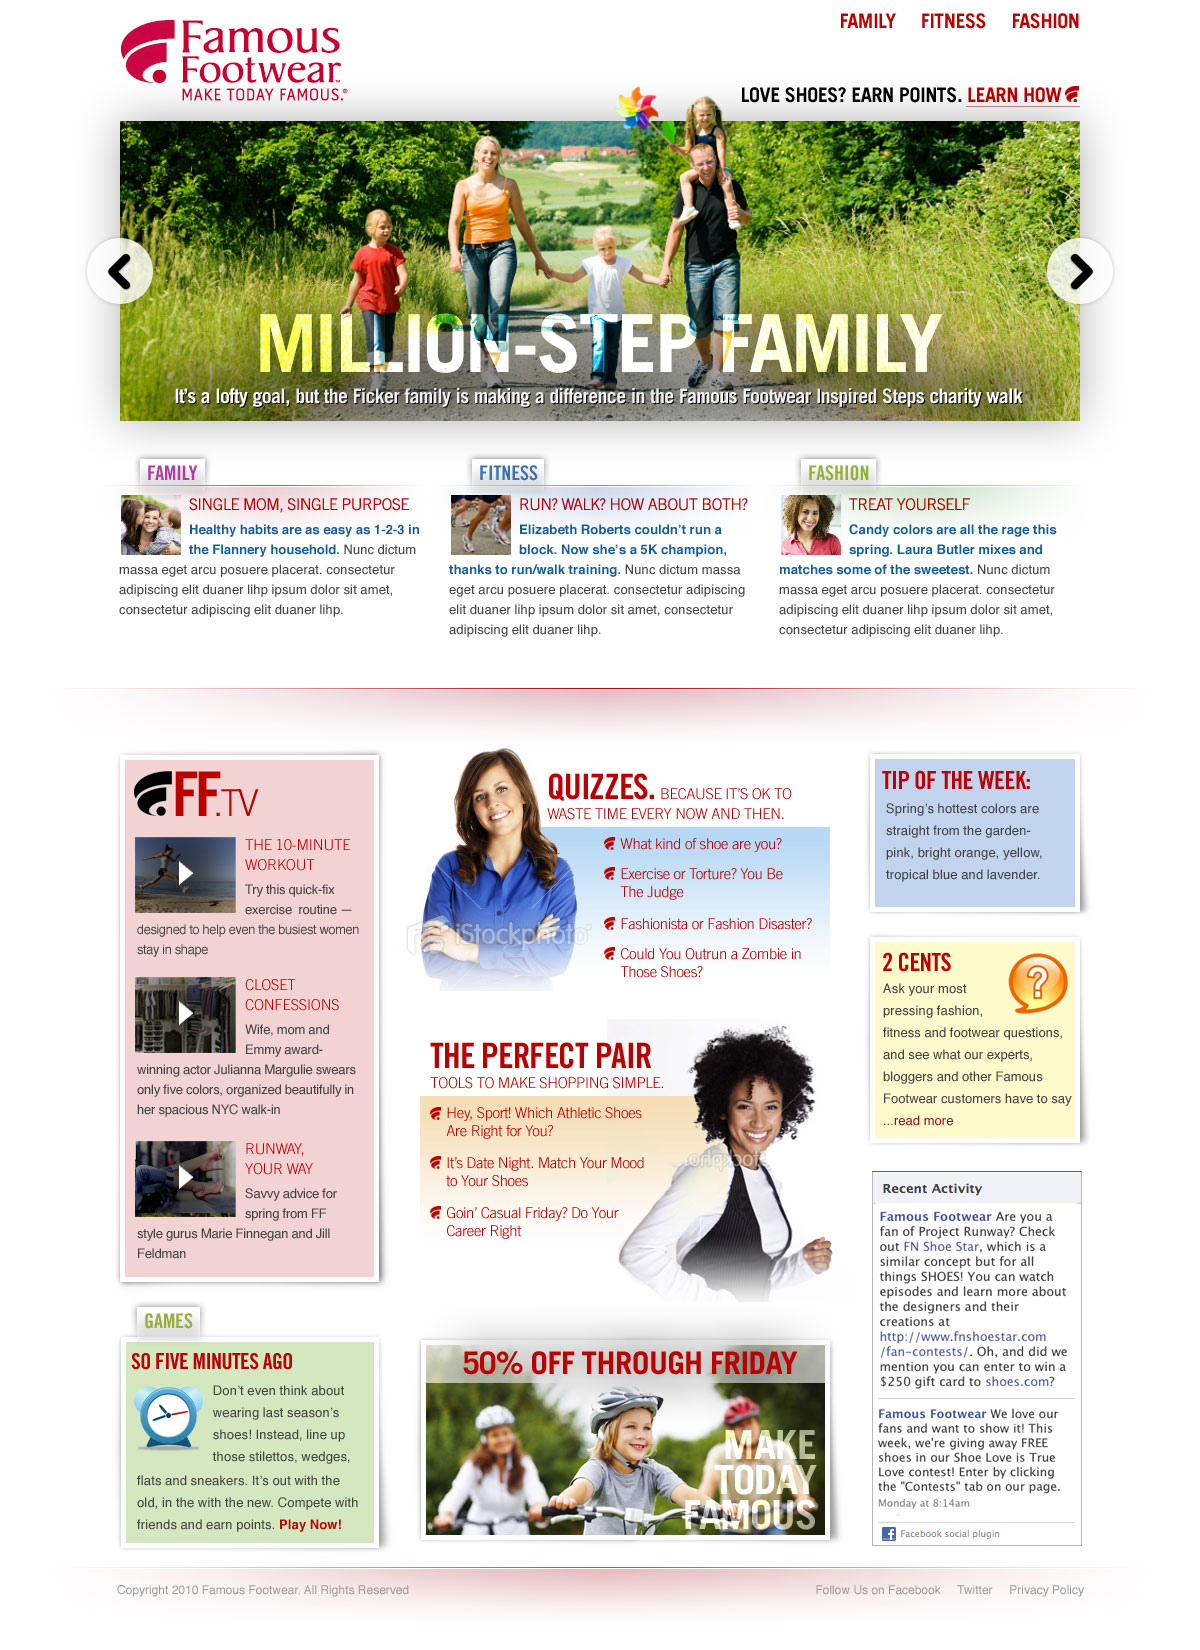 Famous
Footwear
MAKE TODAY FAMOUS.®
FAMILY FITNESS FASHION
LOVE SHOES? EARN POINTS. LEARN HOW
MILLION-STEP FAMILY
It's a lofty goal, but the Ficker family is making a difference in the Famous Footwear Inspired Steps charity walk
FAMILY
SINGLE MOM, SINGLE PURPOSE
Healthy habits are as easy as 1-2-3 in
the Flannery household. Nunc dictum
massa eget arcu posuere placerat. consectetur
adipiscing elit duaner lihp ipsum dolor sit amet,
consectetur adipiscing elit duaner lihp.
FITNESS
RUN? WALK? HOW ABOUT BOTH?
Elizabeth Roberts couldn't run a
block. Now she's a 5K champion,
thanks to run/walk training. Nunc dictum massa
eget arcu posuere placerat. consectetur adipiscing
elit duaner lihp ipsum dolor sit amet, consectetur
adipiscing elit duaner lihp.
FASHION
TREAT YOURSELF
Candy colors are all the rage this
spring. Laura Butler mixes and
matches some of the sweetest. Nunc dictum
massa eget arcu posuere placerat. consectetur
adipiscing elit duaner lihp ipsum dolor sit amet,
consectetur adipiscing elit duaner lihp.
FF.TV
THE 10-MINUTE
WORKOUT
Try this quick-fix
exercise routine —
designed to help even the busiest women
stay in shape
CLOSET
CONFESSIONS
Wife, mom and
Emmy award-
winning actor Julianna Margulie swears
only five colors, organized beautifully in
her spacious NYC walk-in
RUNWAY,
YOUR WAY
Savvy advice for
spring from FF
style gurus Marie Finnegan and Jill
Feldman
GAMES
SO FIVE MINUTES AGO
Don't even think about
wearing last season's
shoes! Instead, line up
those stilettos, wedges,
flats and sneakers. It's out with the
old, in the with the new. Compete with
friends and earn points. Play Now!
QUIZZES. BECAUSE IT'S OK TO
WASTE TIME EVERY NOW AND THEN.
What kind of shoe are you?
Exercise or Torture? You Be
The Judge
Fashionista or Fashion Disaster?
Could You Outrun a Zombie in
Those Shoes?
iStockphoto
THE PERFECT PAIR
TOOLS TO MAKE SHOPPING SIMPLE.
Hey, Sport! Which Athletic Shoes
Are Right for You?
It's Date Night. Match Your Mood
to Your Shoes
Goin' Casual Friday? Do Your
Career Right
50% OFF THROUGH FRIDAY
MAKE
TODAY
FAMOUS
TIP OF THE WEEK:
Spring's hottest colors are
straight from the garden-
pink, bright orange, yellow,
tropical blue and lavender.
2 CENTS
Ask your most
pressing fashion,
fitness and footwear questions,
and see what our experts,
bloggers and other Famous
Footwear customers have to say
...read more
Recent Activity
Famous Footwear Are you a
fan of Project Runway? Check
out FN Shoe Star, which is a
similar concept but for all
things SHOES! You can watch
episodes and learn more about
the designers and their
creations at
http://www.fnshoestar.com
/fan-contests/. Oh, and did we
mention you can enter to win a
$250 gift card to shoes.com?
Famous Footwear We love our
fans and want to show it! This
week, we're giving away FREE
shoes in our Shoe Love is True
Love contest! Enter by clicking
the "Contests" tab on our page.
Monday at 8:14am
Facebook social plugin
Copyright 2010 Famous Footwear. All Rights Reserved
Follow Us on Facebook Twitter Privacy Policy